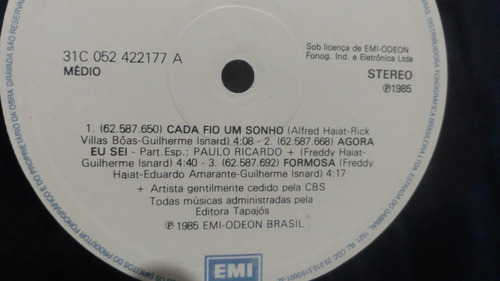 31C 052 422177 A
MÉDIO
Sob licença de EMI-ODEON
Fonog. Ind. e Eletrônica Ltda
STEREO
℗1985
1. (62.587.650) CADA FIO UM SONHO (Alfred Haiat-Rick
Villas Bôas-Guilherme Isnard) 4:08 - 2. (62.587.668) AGORA
EU SEI - Part.Esp.: PAULO RICARDO + (Freddy Haiat-
Guilherme Isnard) 4:40 - 3. (62.587.692) FORMOSA (Freddy
Haiat-Eduardo Amarante-Guilherme Isnard) 4:17
+ Artista gentilmente cedido pela CBS
Todas músicas administradas pela
Editora Tapajós
℗ 1985 EMI-ODEON BRASIL
EMI